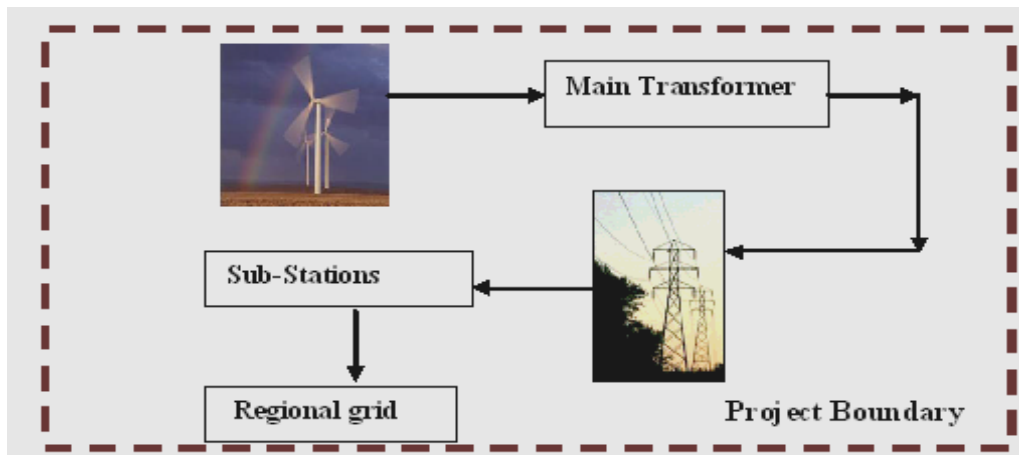 Main Transformer
Sub-Stations
Regional grid
Project Boundary